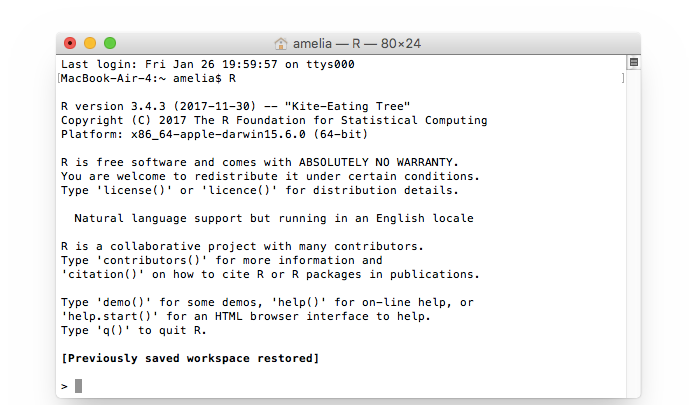 amelia — R — 80×24
Last login: Fri Jan 26 19:59:57 on ttys000
[MacBook-Air-4:~ amelia$ R ]
R version 3.4.3 (2017-11-30) -- "Kite-Eating Tree"
Copyright (C) 2017 The R Foundation for Statistical Computing
Platform: x86_64-apple-darwin15.6.0 (64-bit)
R is free software and comes with ABSOLUTELY NO WARRANTY.
You are welcome to redistribute it under certain conditions.
Type 'license()' or 'licence()' for distribution details.
Natural language support but running in an English locale
R is a collaborative project with many contributors.
Type 'contributors()' for more information and
'citation()' on how to cite R or R packages in publications.
Type 'demo()' for some demos, 'help()' for on-line help, or
'help.start()' for an HTML browser interface to help.
Type 'q()' to quit R.
[Previously saved workspace restored]
>